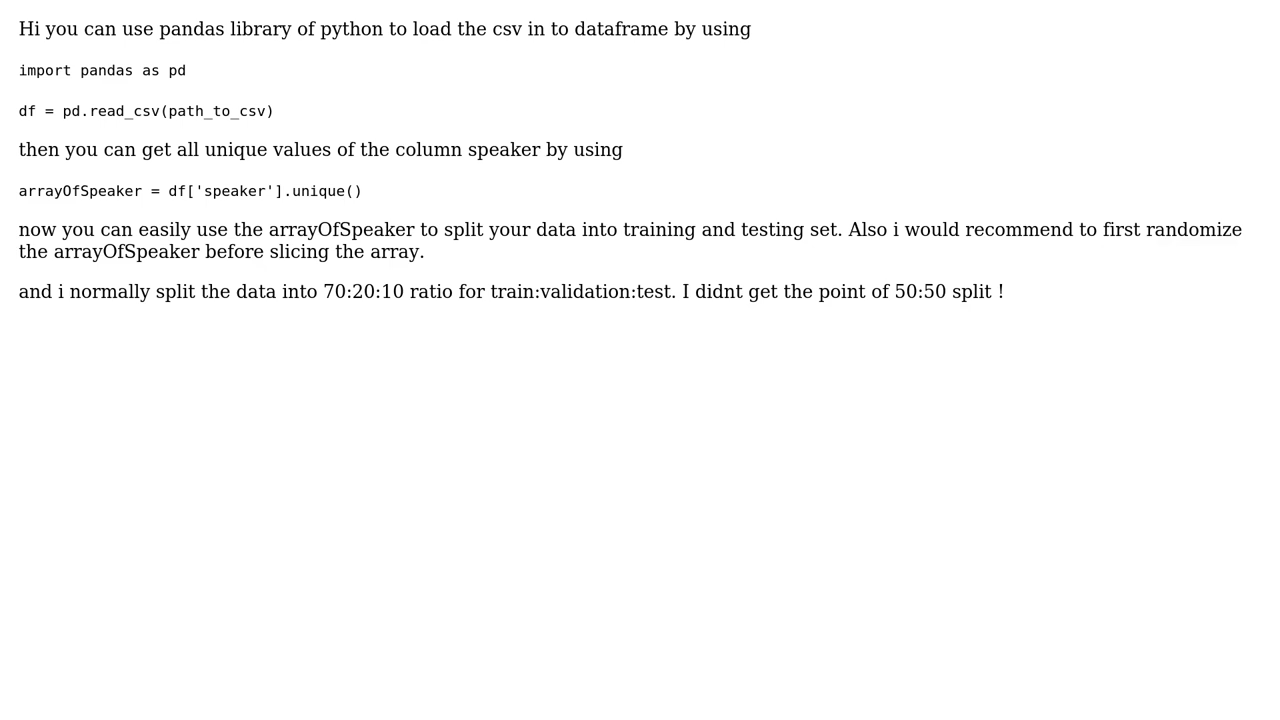 Hi you can use pandas library of python to load the csv in to dataframe by using
import pandas as pd
df = pd.read_csv(path_to_csv)
then you can get all unique values of the column speaker by using
arrayOfSpeaker = df['speaker'].unique()
now you can easily use the arrayOfSpeaker to split your data into training and testing set. Also i would recommend to first randomize
the arrayOfSpeaker before slicing the array.
and i normally split the data into 70:20:10 ratio for train:validation:test. I didnt get the point of 50:50 split !